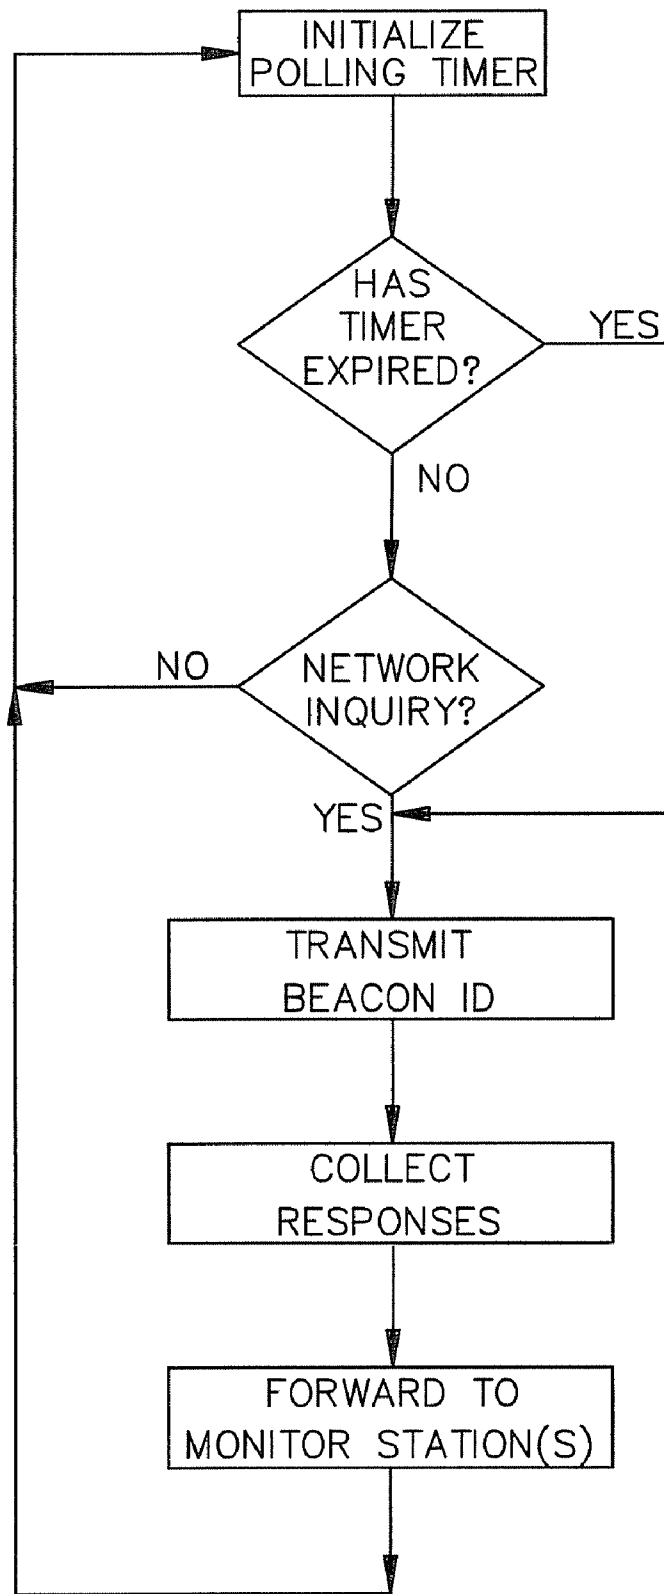 INITIALIZE
POLLING TIMER
HAS
TIMER
EXPIRED?
YES
NO
NO
NETWORK
INQUIRY?
YES
TRANSMIT
BEACON ID
COLLECT
RESPONSES
FORWARD TO
MONITOR STATION(S)